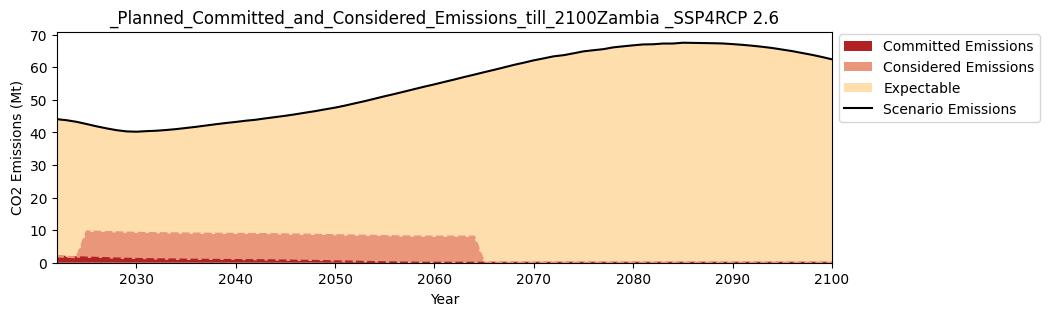 _Planned_Committed_and_Considered_Emissions_till_2100Zambia _SSP4RCP 2.6
70
60
50
40
30
20
10
0
CO2 Emissions (Mt)
2030 2040 2050 2060 2070 2080 2090 2100
Year
Committed Emissions
Considered Emissions
Expectable
Scenario Emissions